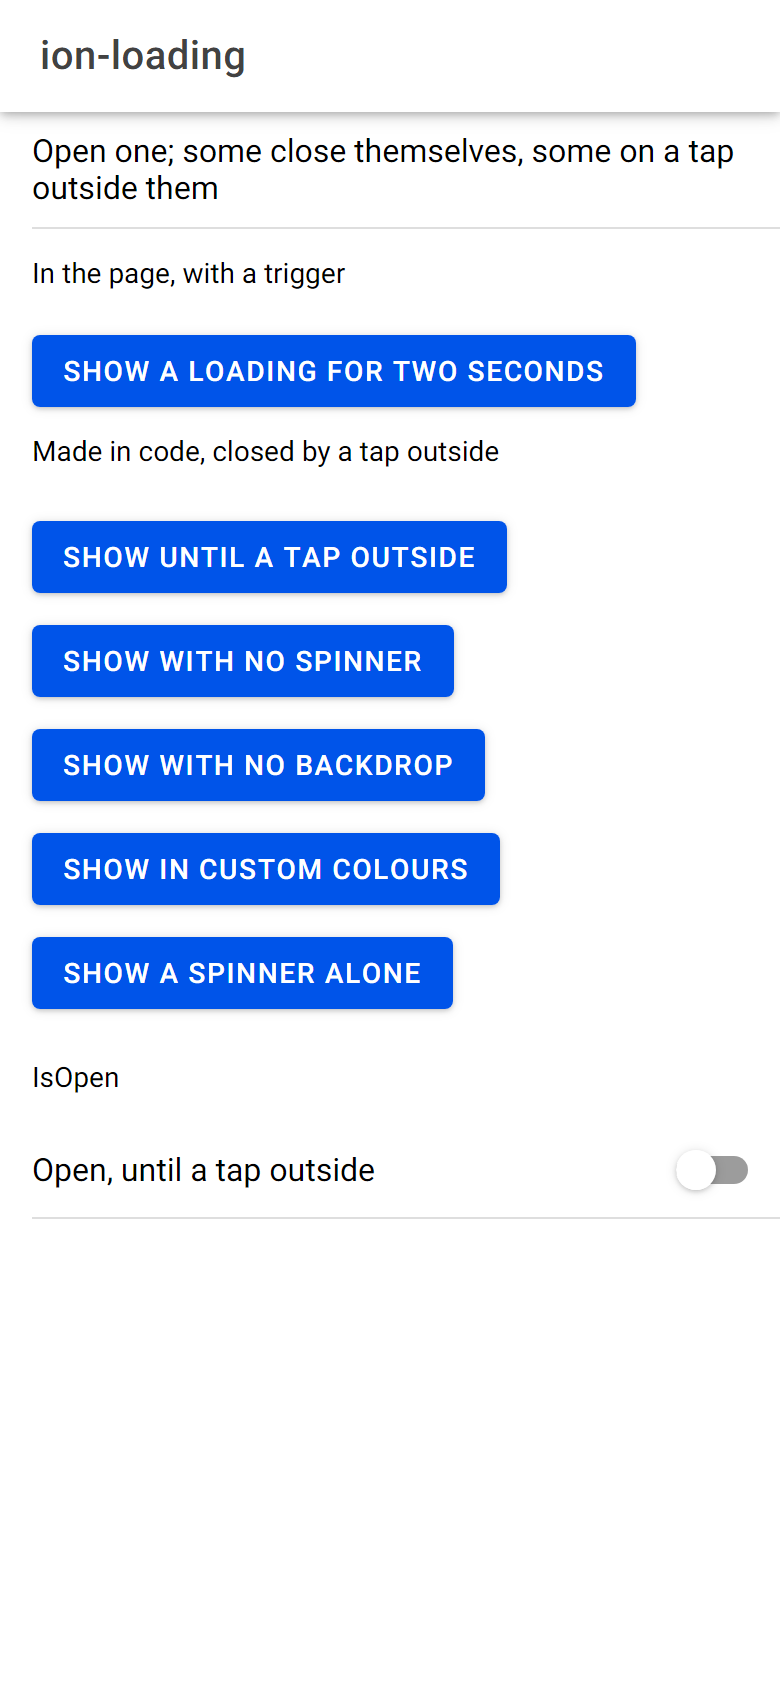 ion-loading
Open one; some close themselves, some on a tap
outside them
In the page, with a trigger
SHOW A LOADING FOR TWO SECONDS
Made in code, closed by a tap outside
SHOW UNTIL A TAP OUTSIDE
SHOW WITH NO SPINNER
SHOW WITH NO BACKDROP
SHOW IN CUSTOM COLOURS
SHOW A SPINNER ALONE
IsOpen
Open, until a tap outside